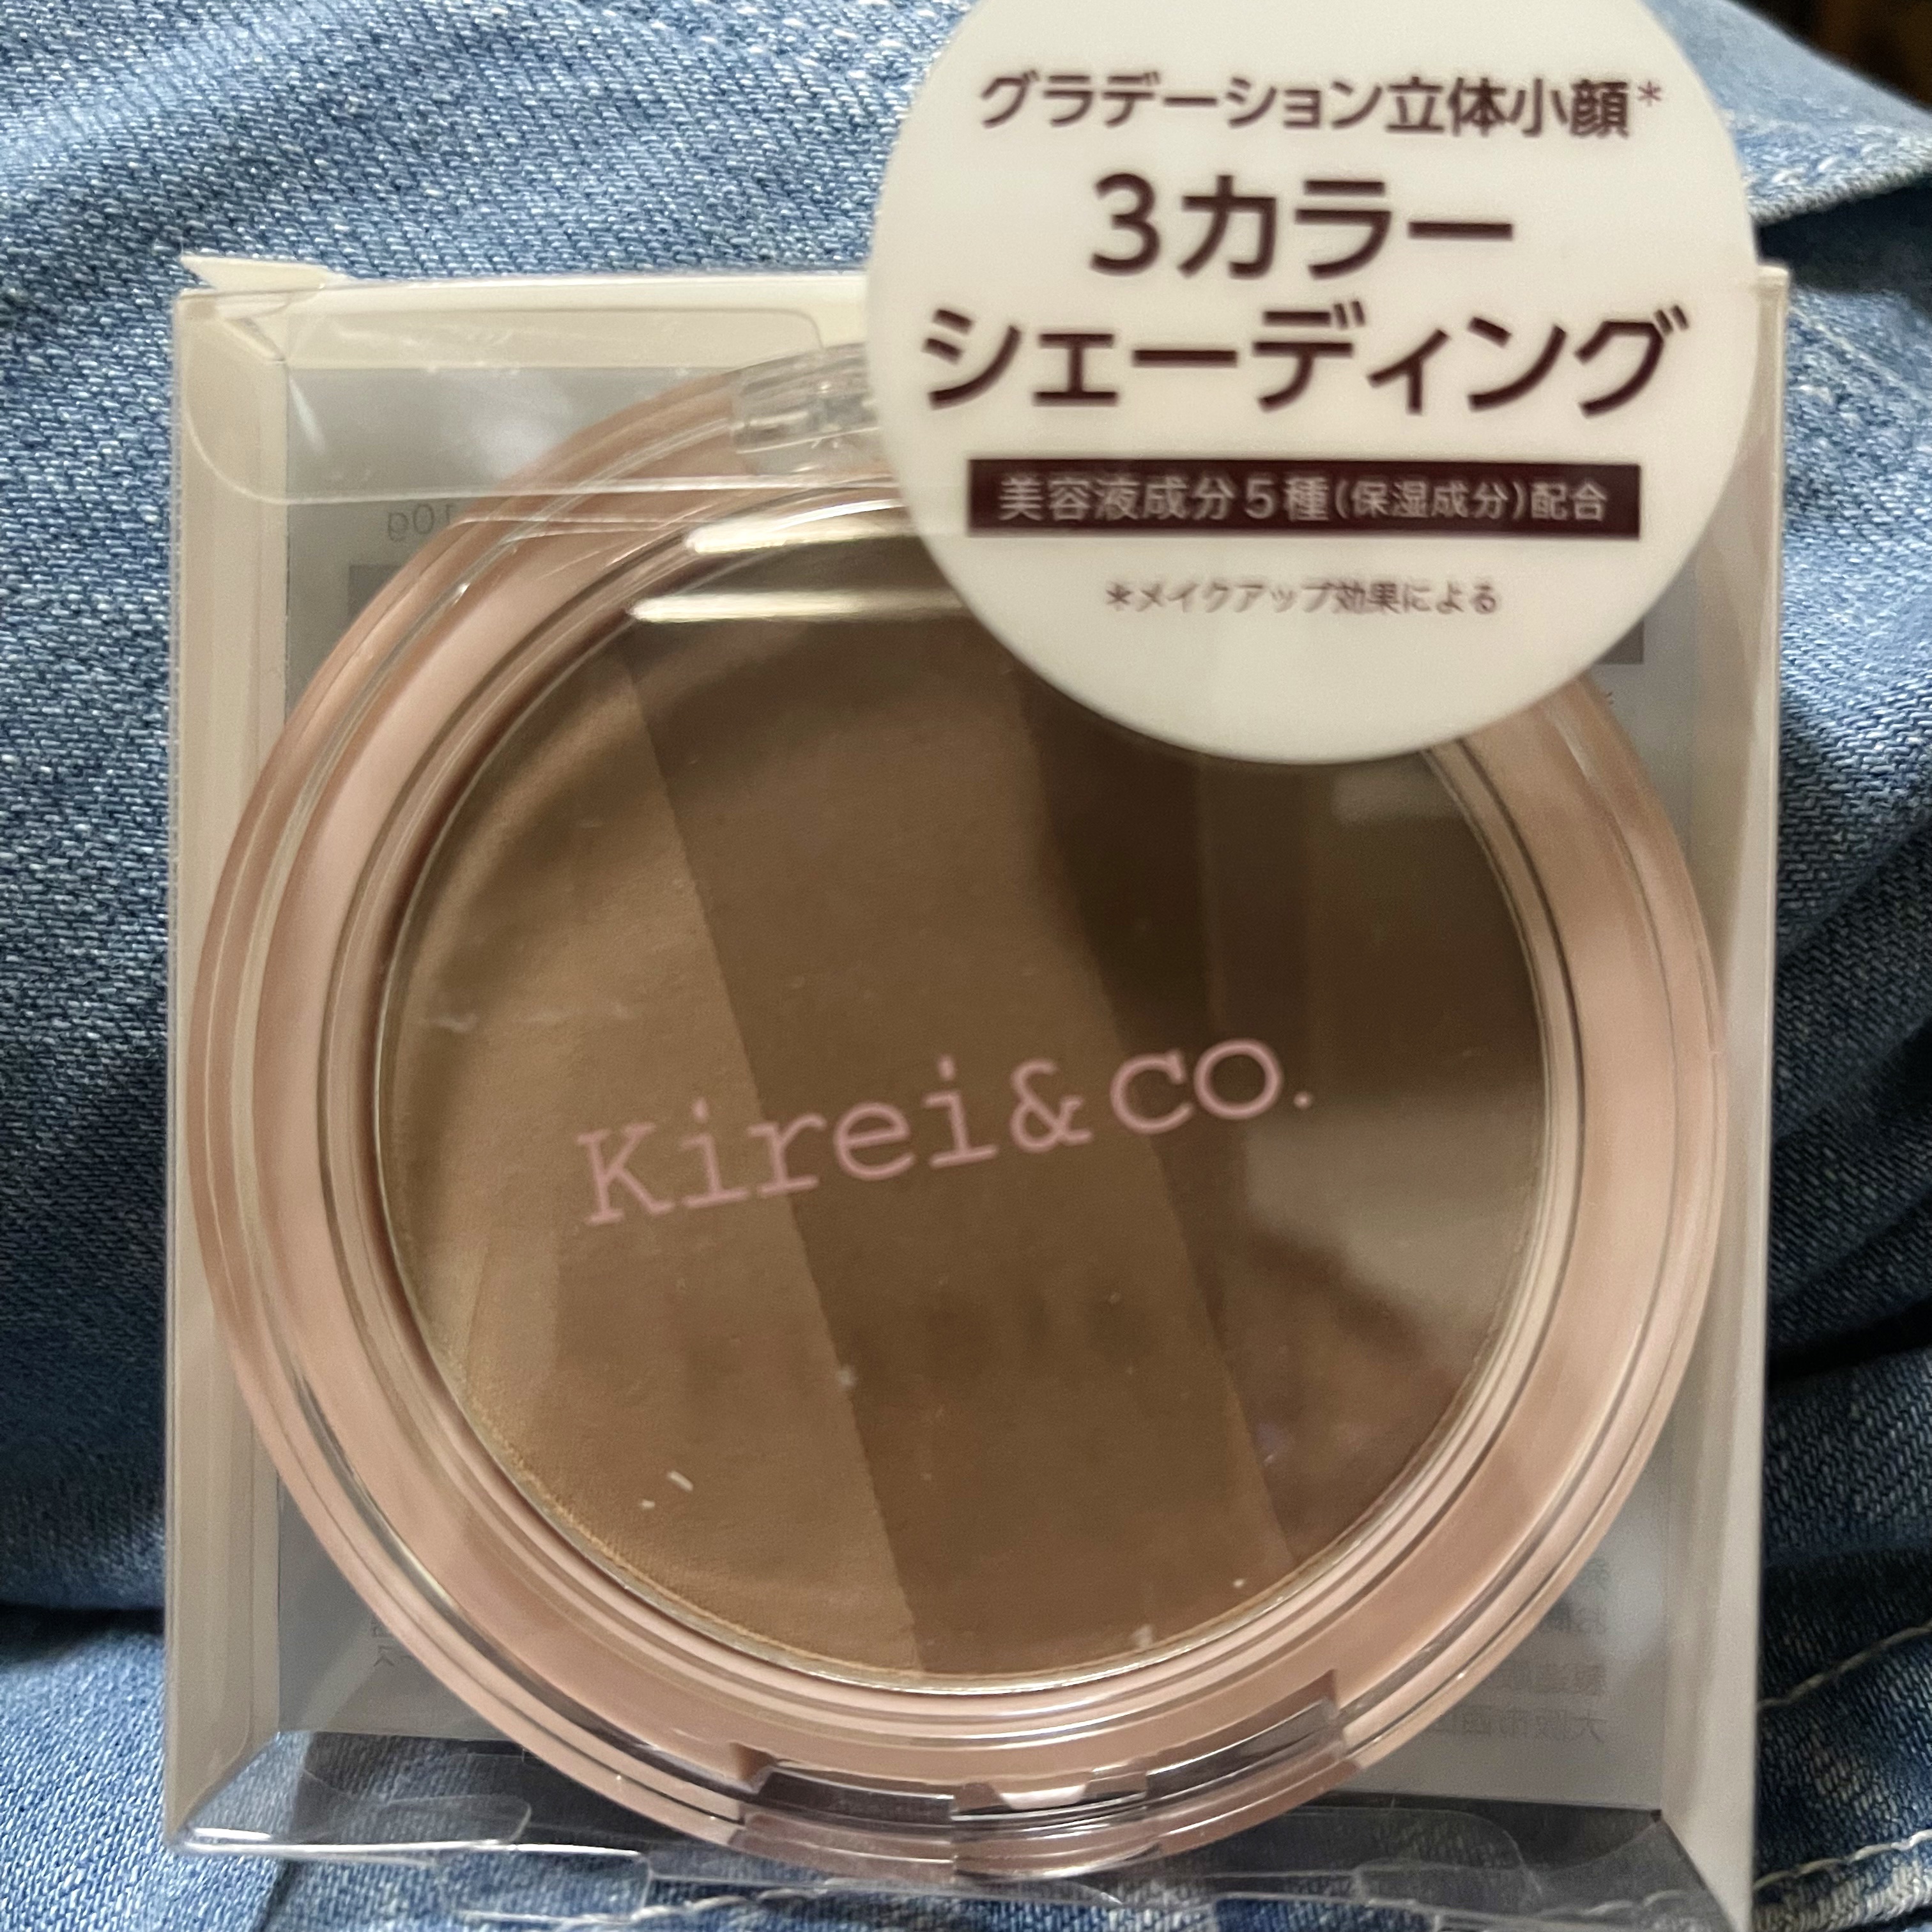 グラデーション立体小顔*
3カラー
シェーディング
美容液成分5種(保湿成分)配合
*メイクアップ効果による
10g
Kirei&co.